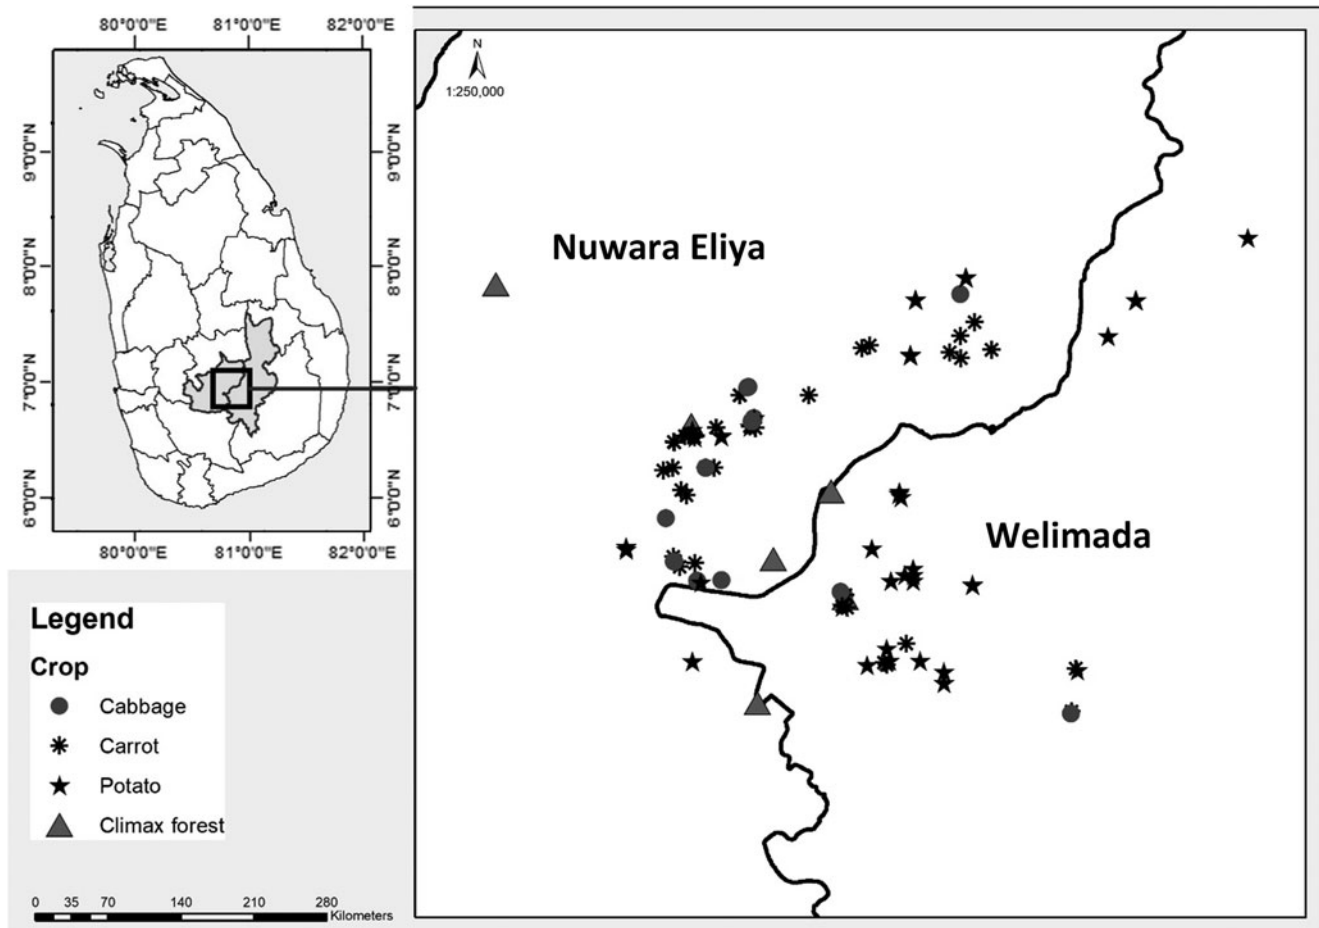 80°0'0"E 81°0'0"E 82°0'0"E
9°0'0"N 9°0'0"N
8°0'0"N 8°0'0"N
7°0'0"N 7°0'0"N
6°0'0"N 6°0'0"N
80°0'0"E 81°0'0"E 82°0'0"E
N
1:250,000
Nuwara Eliya
Welimada
Legend
Crop
Cabbage
Carrot
Potato
Climax forest
0 35 70 140 210 280
Kilometers